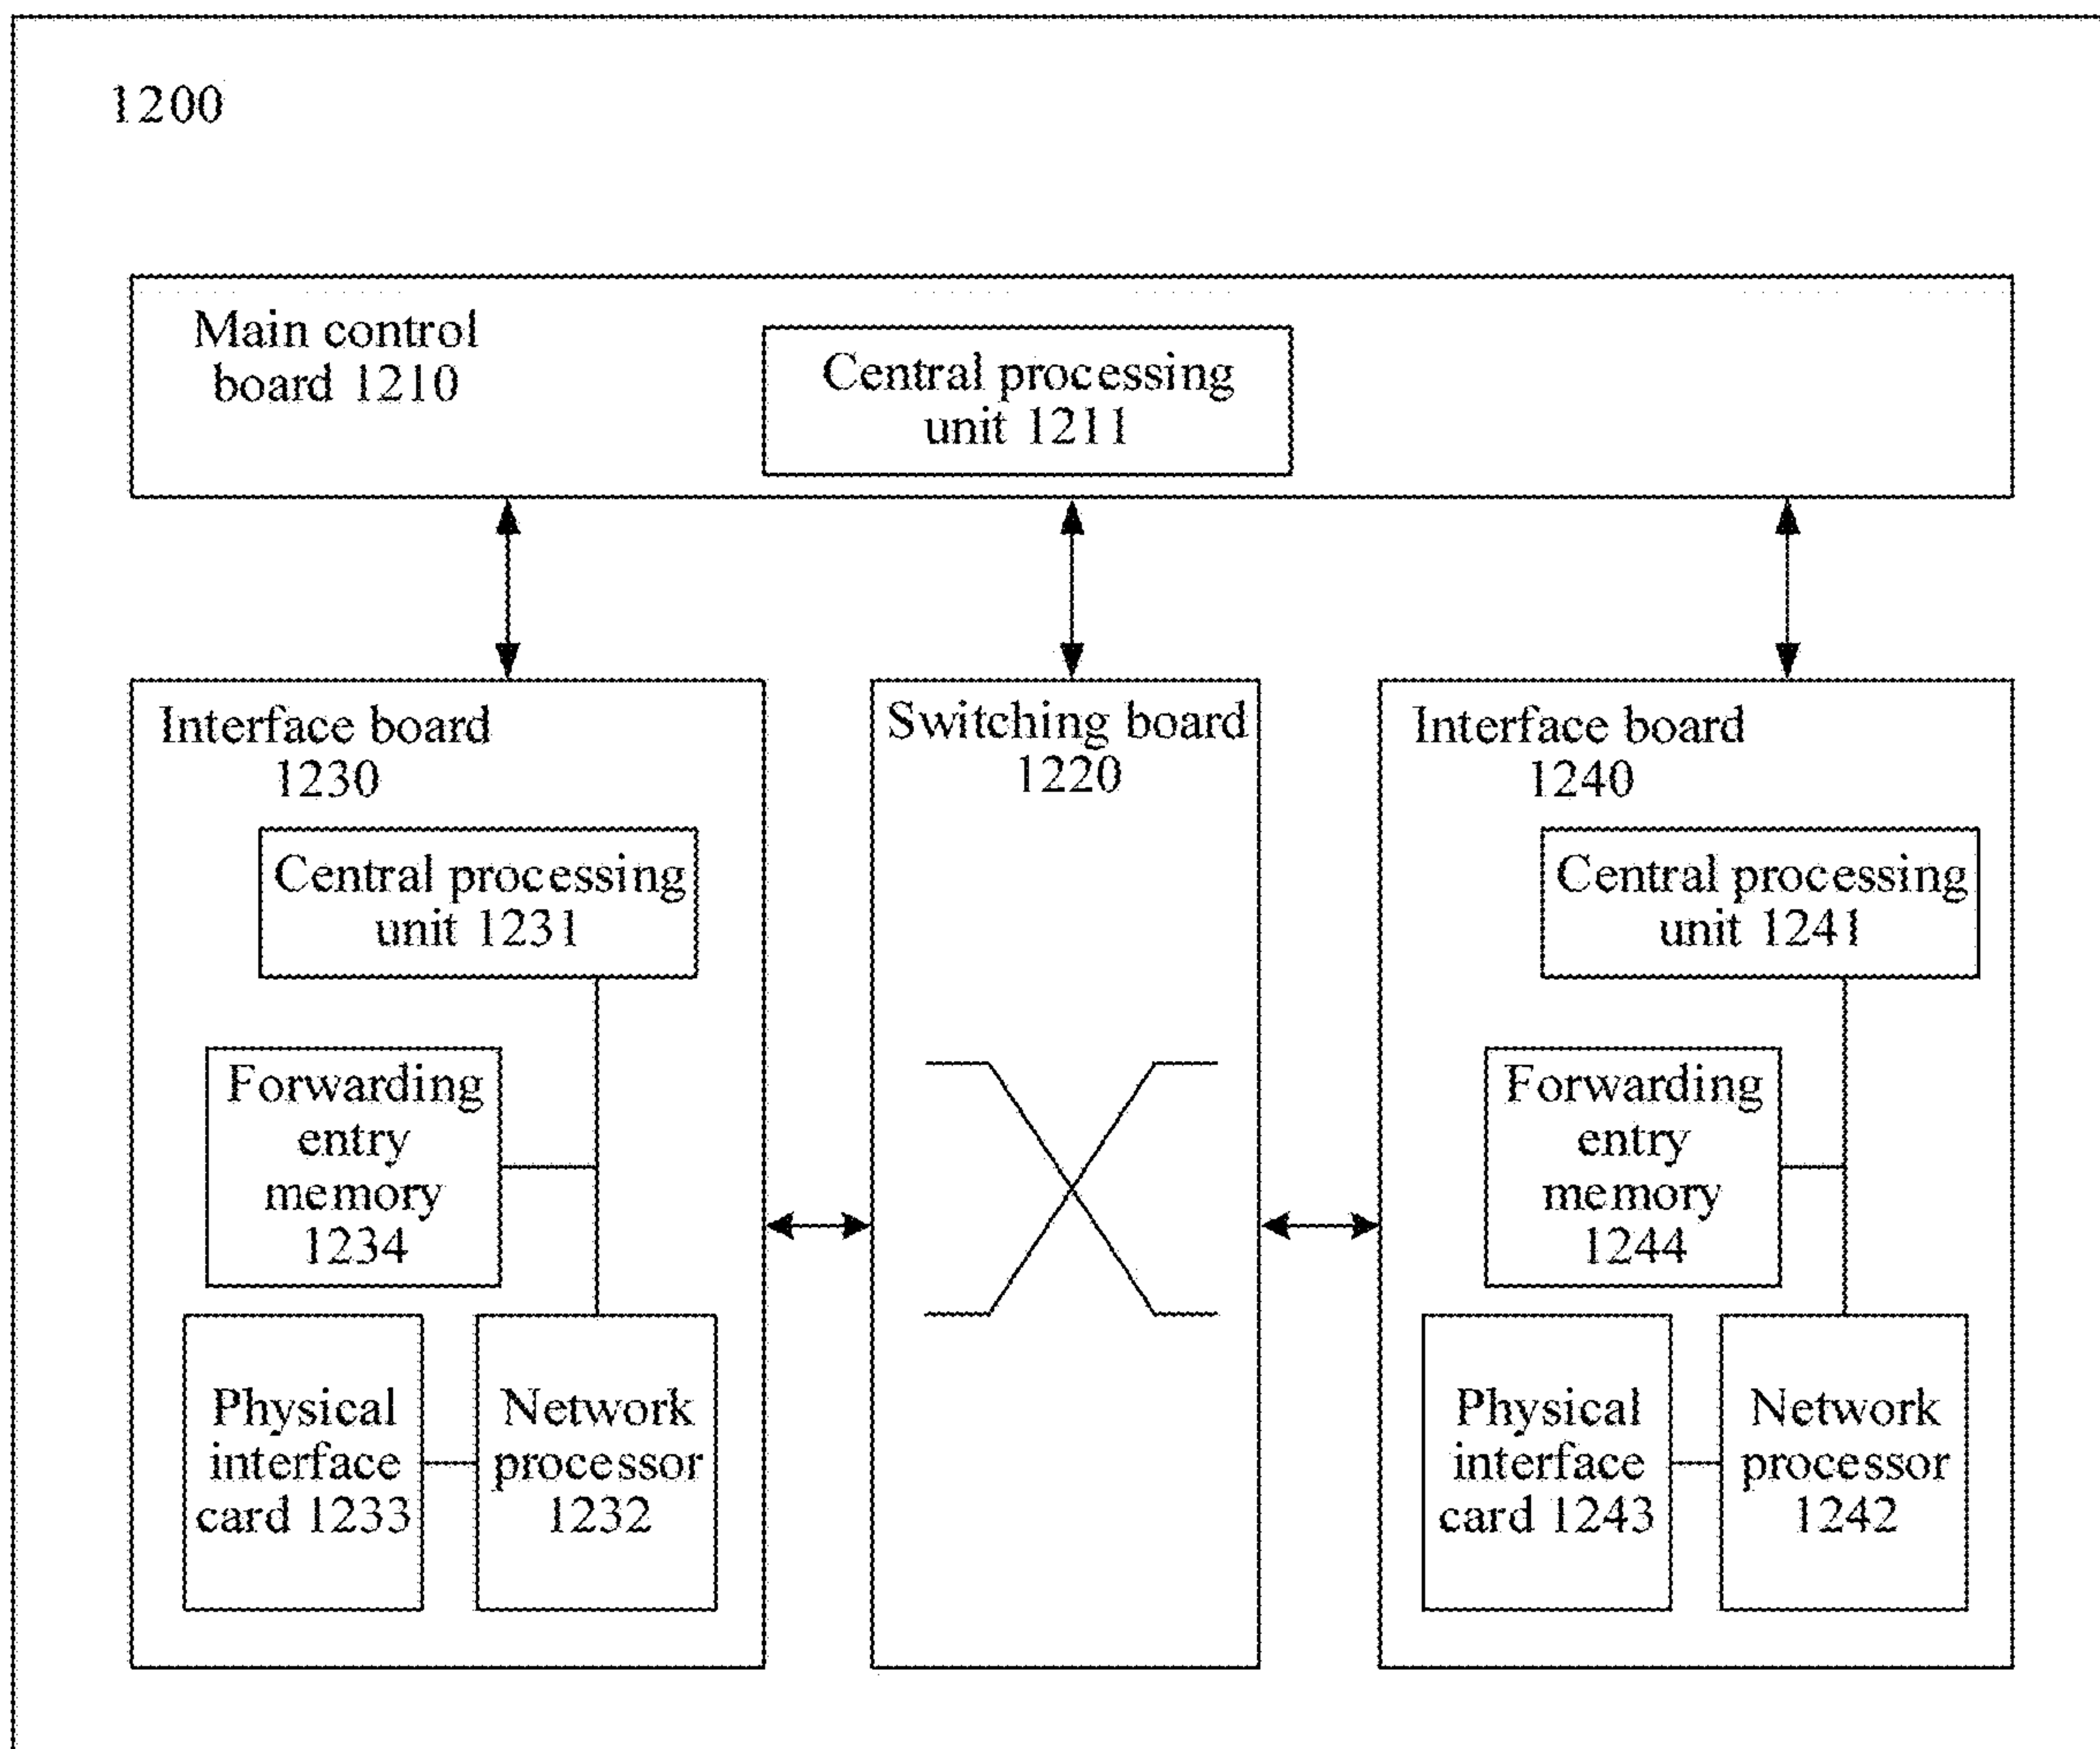 1200
Main control
board 1210
Central processing
unit 1211
Interface board
1230
Central processing
unit 1231
Forwarding
entry
memory
1234
Physical
interface
card 1233
Network
processor
1232
Switching board
1220
Interface board
1240
Central processing
unit 1241
Forwarding
entry
memory
1244
Physical
interface
card 1243
Network
processor
1242